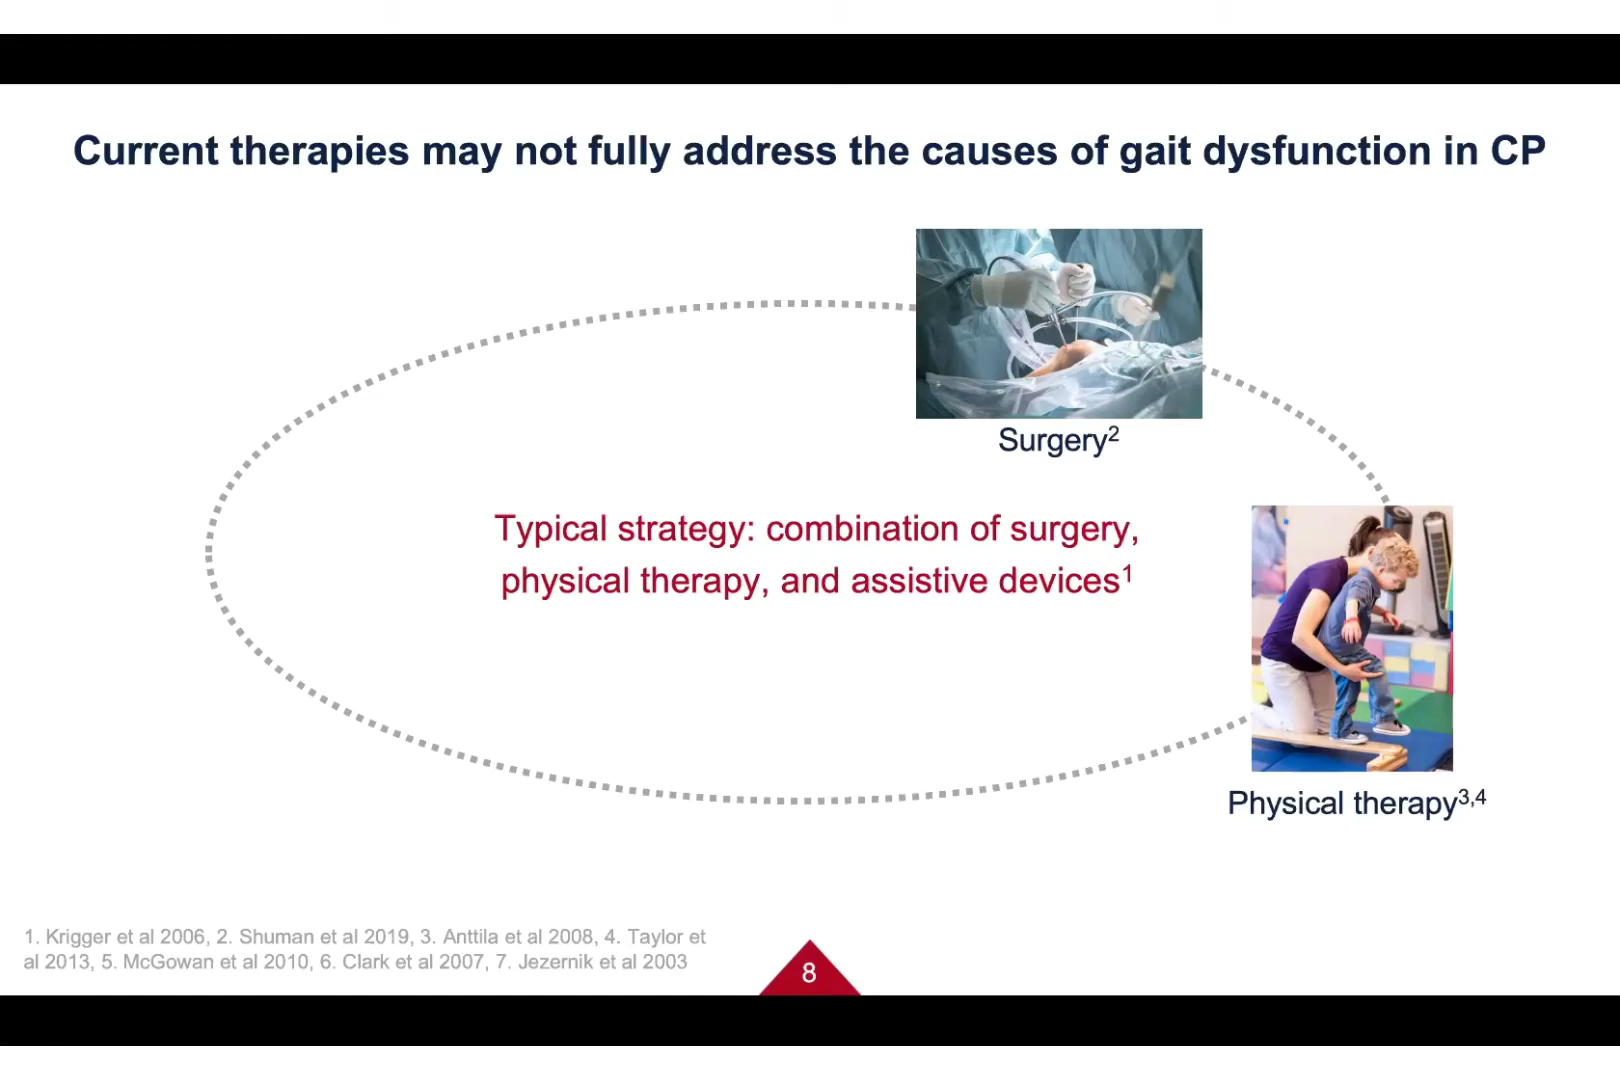 Current therapies may not fully address the causes of gait dysfunction in CP
Surgery²
Typical strategy: combination of surgery,
physical therapy, and assistive devices¹
Physical therapy³,⁴
1. Krigger et al 2006, 2. Shuman et al 2019, 3. Anttila et al 2008, 4. Taylor et
al 2013, 5. McGowan et al 2010, 6. Clark et al 2007, 7. Jezernik et al 2003
8